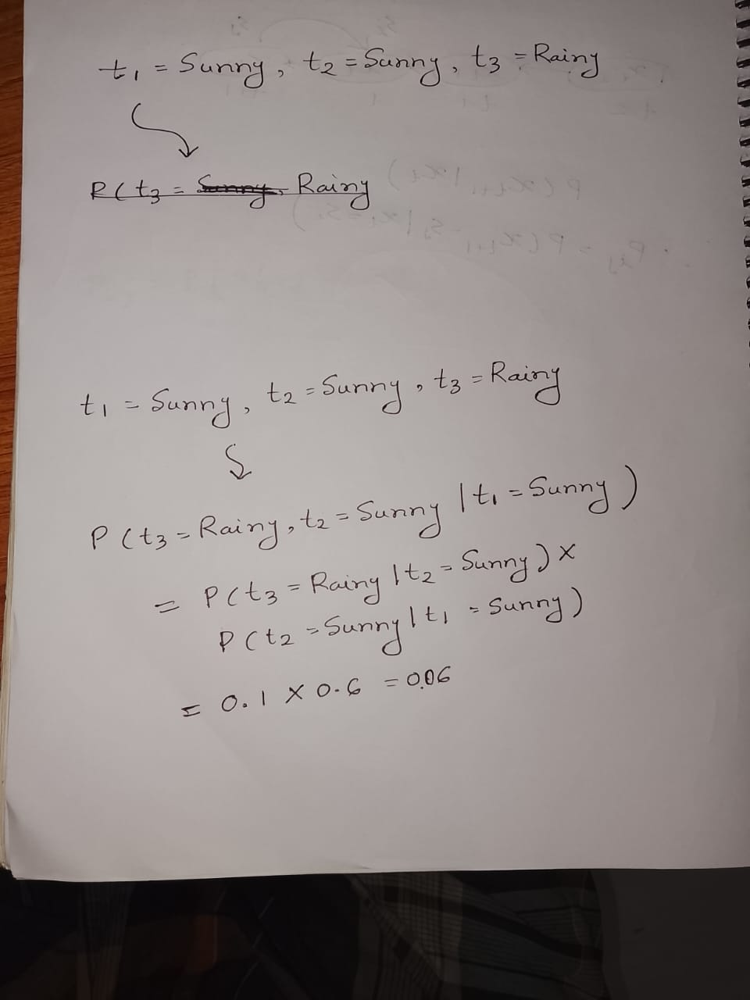 t1 = Sunny, t2 = Sunny, t3 = Rainy
P(t3 = Sunny, Rainy
t1 = Sunny, t2 = Sunny, t3 = Rainy
P(t3 = Rainy, t2 = Sunny | t1 = Sunny)
= P(t3 = Rainy | t2 = Sunny) ×
P(t2 = Sunny | t1 = Sunny)
= 0.1 × 0.6 = 0.06